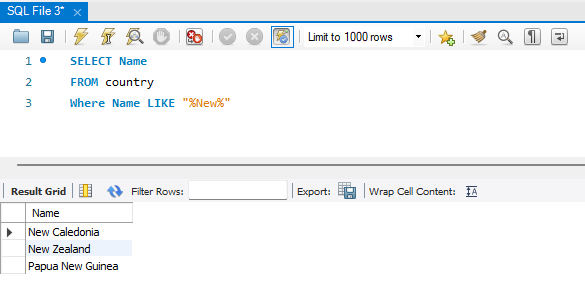 SQL File 3*
Limit to 1000 rows
1 SELECT Name
2 FROM country
3 Where Name LIKE "%New%"
Result Grid Filter Rows: Export: Wrap Cell Content: IA
Name
New Caledonia
New Zealand
Papua New Guinea